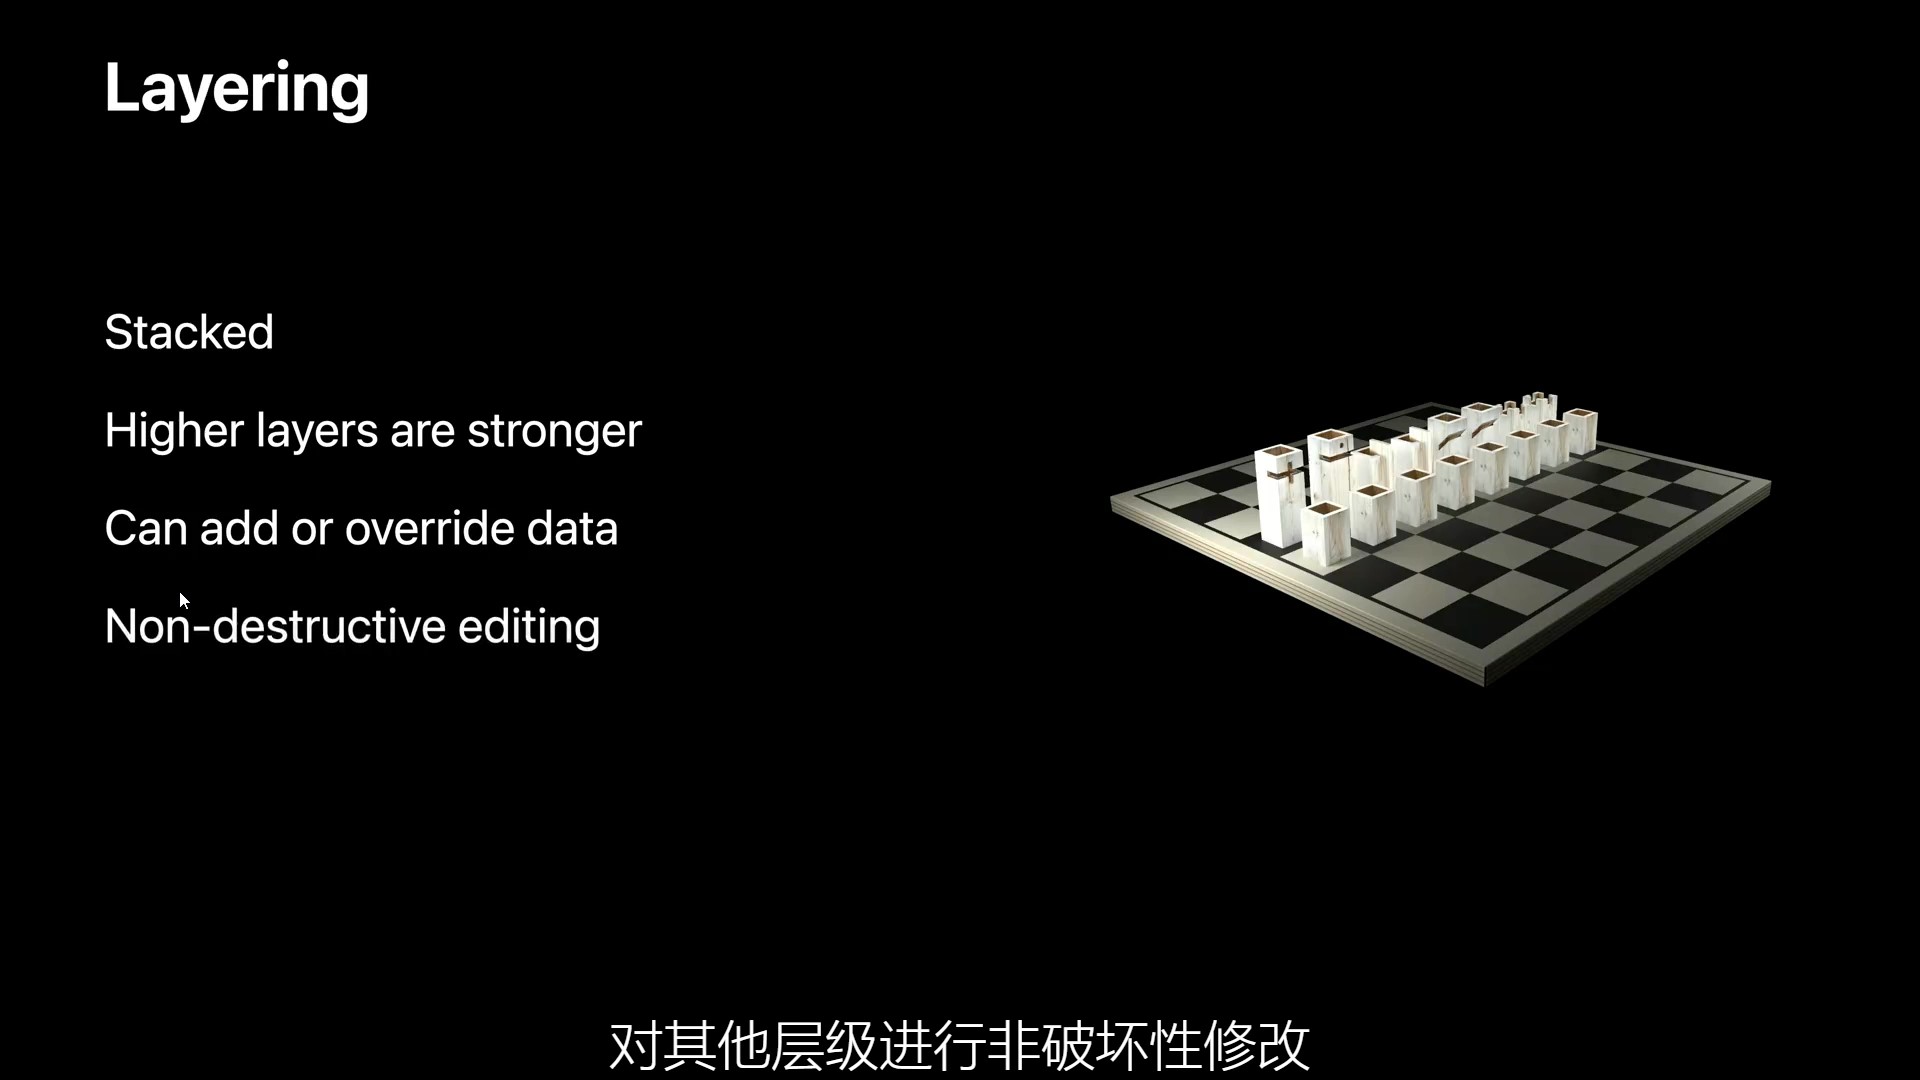 Layering
Stacked
Higher layers are stronger
Can add or override data
Non-destructive editing
对其他层级进行非破坏性修改